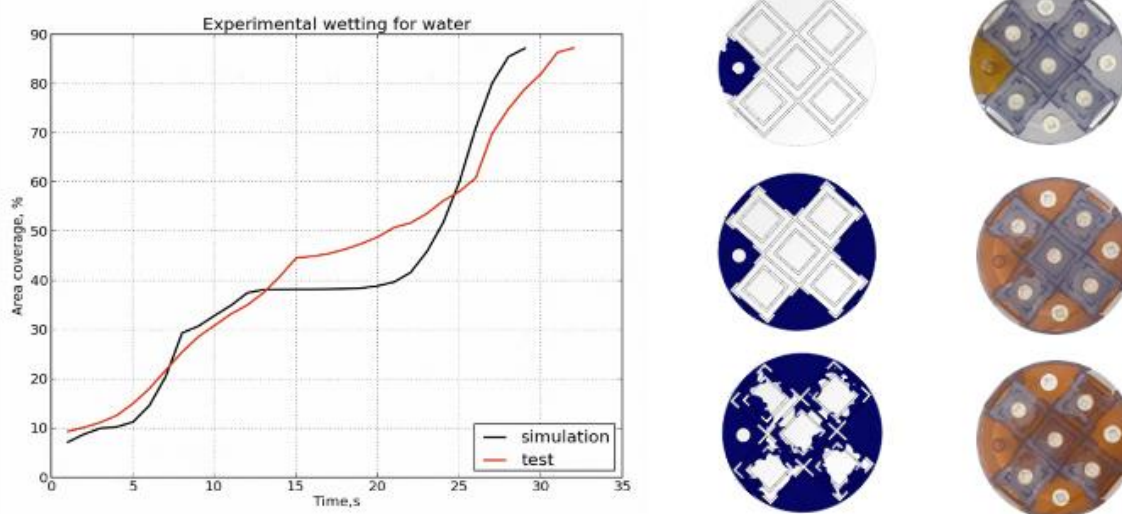 Experimental wetting for water
Area coverage, %
90
80
70
60
50
40
30
20
10
0
0 5 10 15 20 25 30 35
Time,s
simulation
test